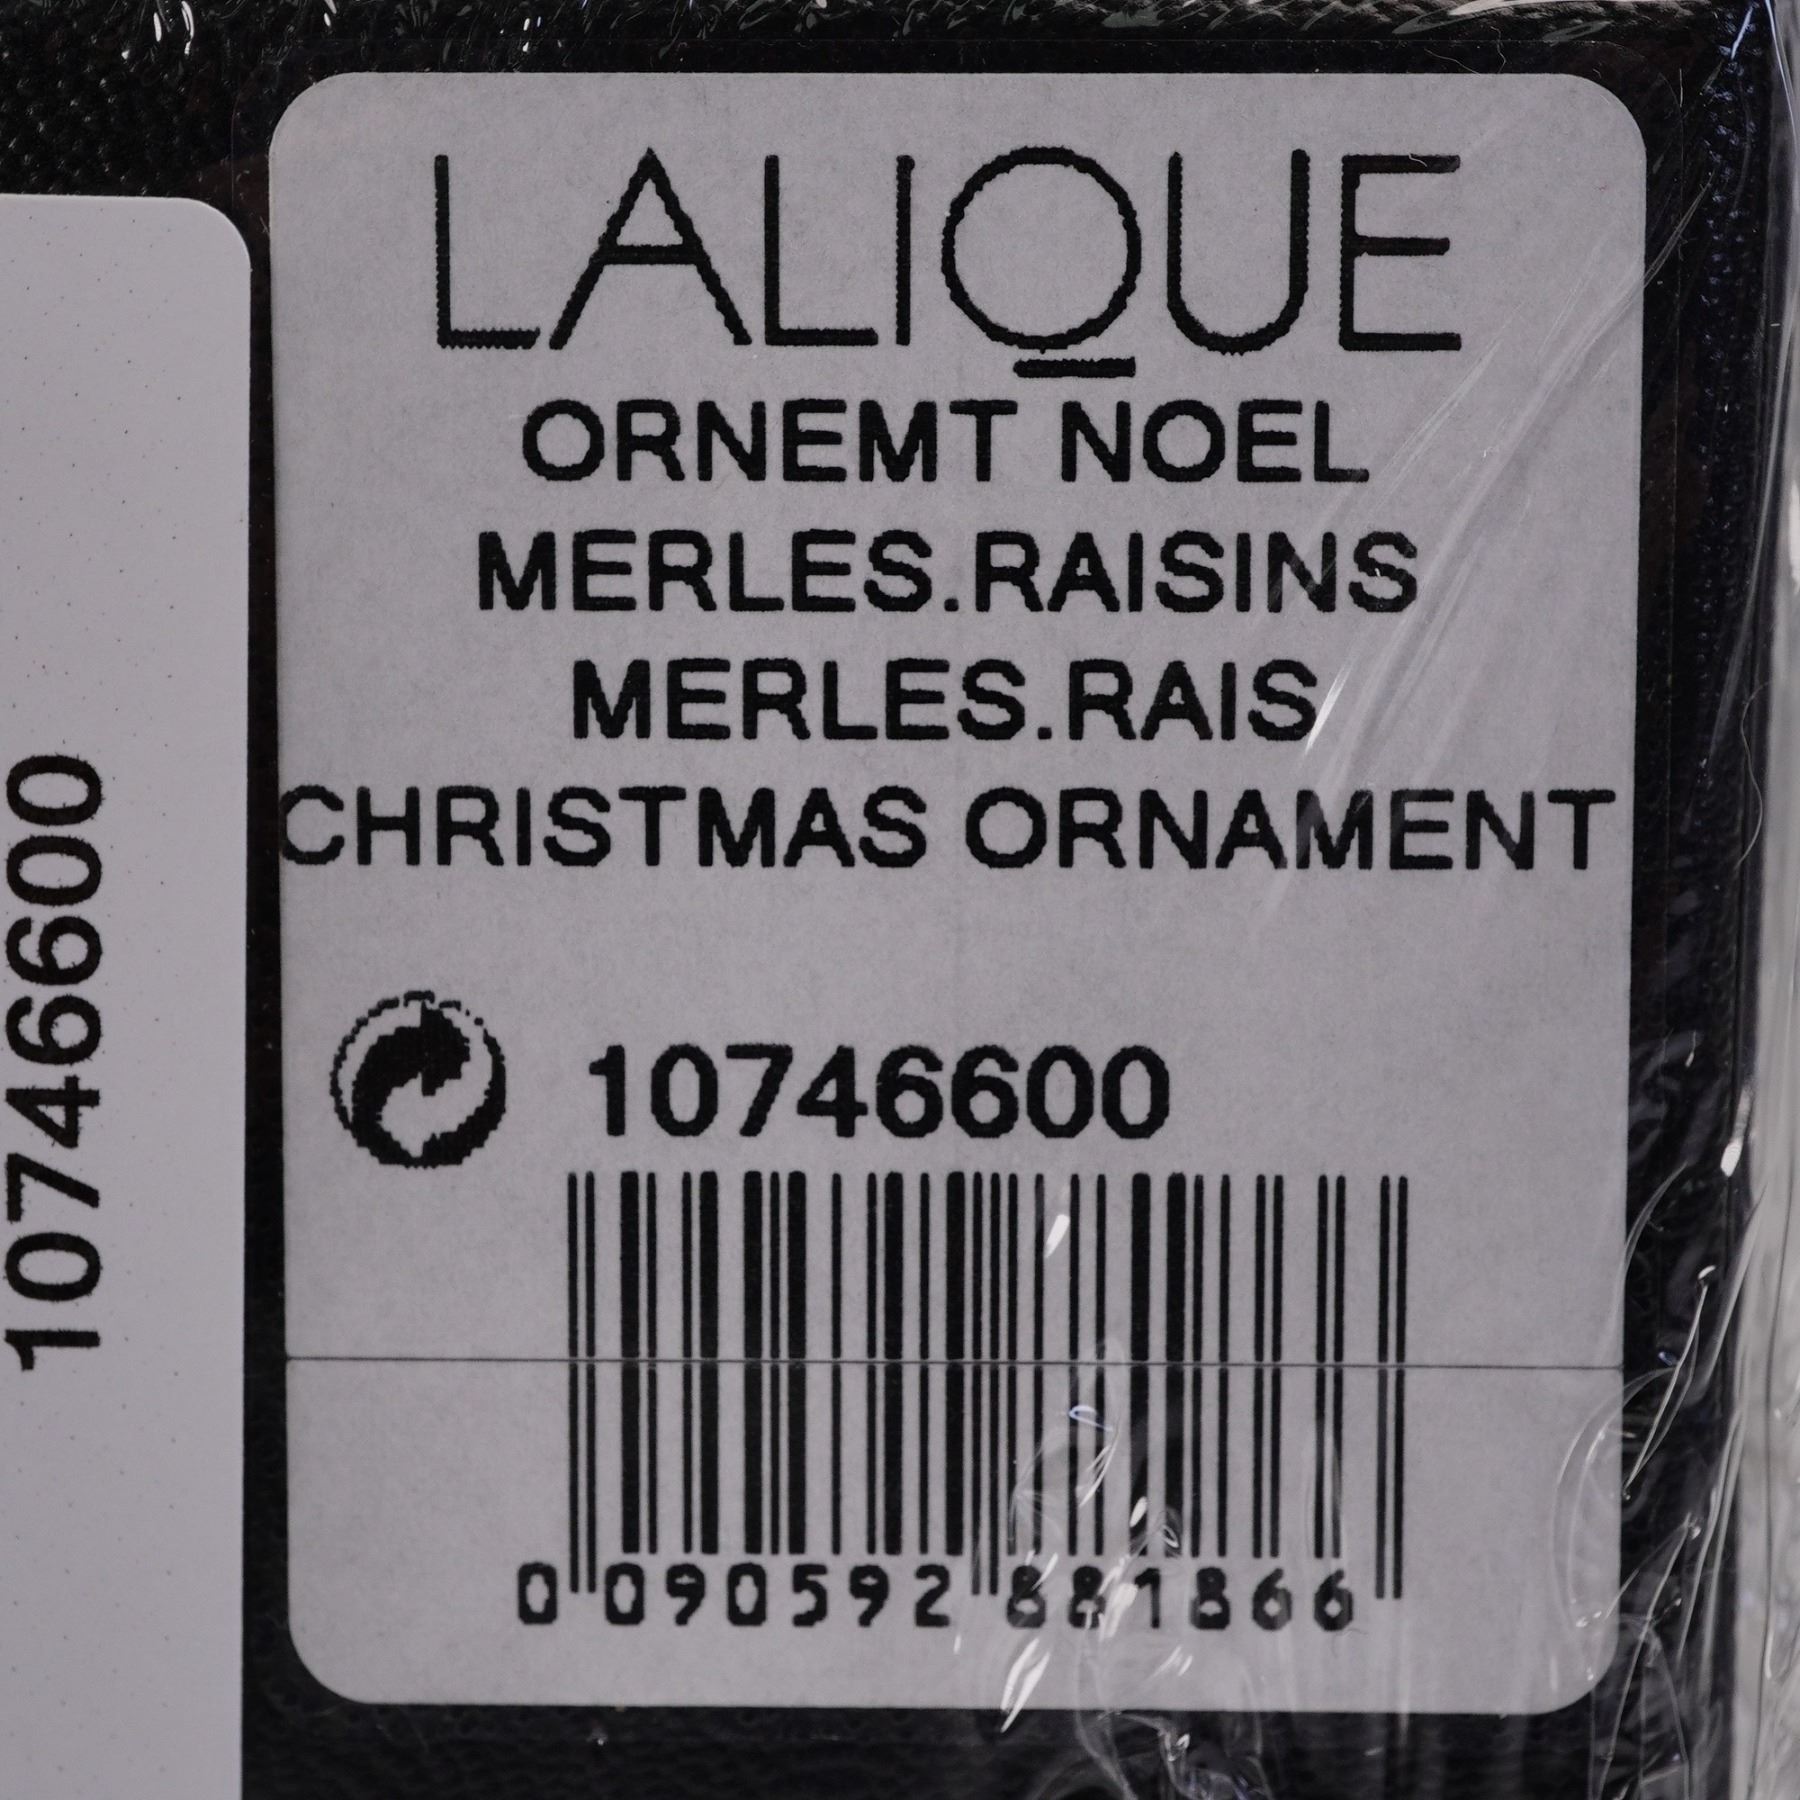 LALIQUE
ORNEMT NOEL
MERLES.RAISINS
MERLES.RAIS
CHRISTMAS ORNAMENT
10746600
0 090592 881866
10746600